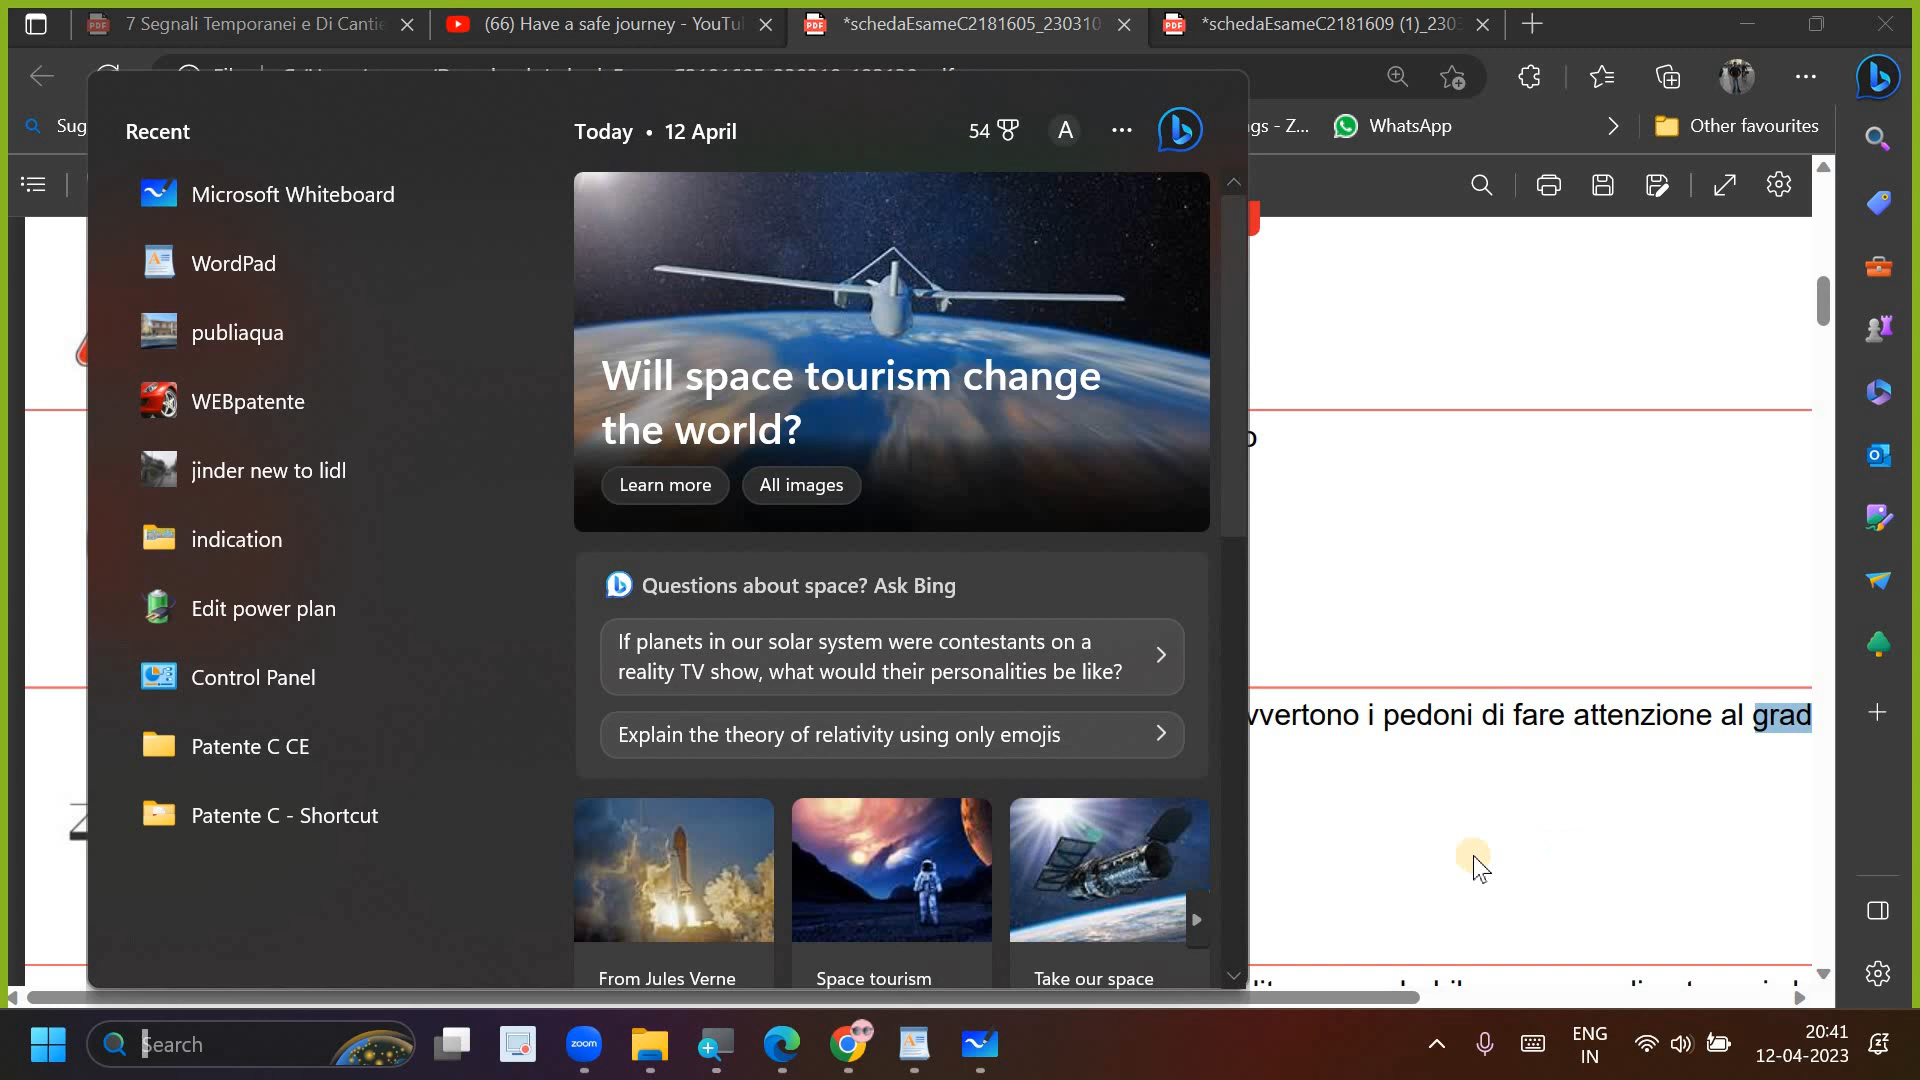 7 Segnali Temporanei e Di Cantie
(66) Have a safe journey - YouTu
*schedaEsameC2181605_230310
*schedaEsameC2181609 (1)_230
Sug
gs - Z...
WhatsApp
Other favourites
Recent
Today • 12 April
54
A
Microsoft Whiteboard
WordPad
publiaqua
WEBpatente
jinder new to lidl
indication
Edit power plan
Control Panel
Patente C CE
Patente C - Shortcut
Will space tourism change
the world?
Learn more
All images
Questions about space? Ask Bing
If planets in our solar system were contestants on a
reality TV show, what would their personalities be like?
Explain the theory of relativity using only emojis
From Jules Verne
Space tourism
Take our space
vvertono i pedoni di fare attenzione al grad
Search
zoom
ENG
IN
20:41
12-04-2023